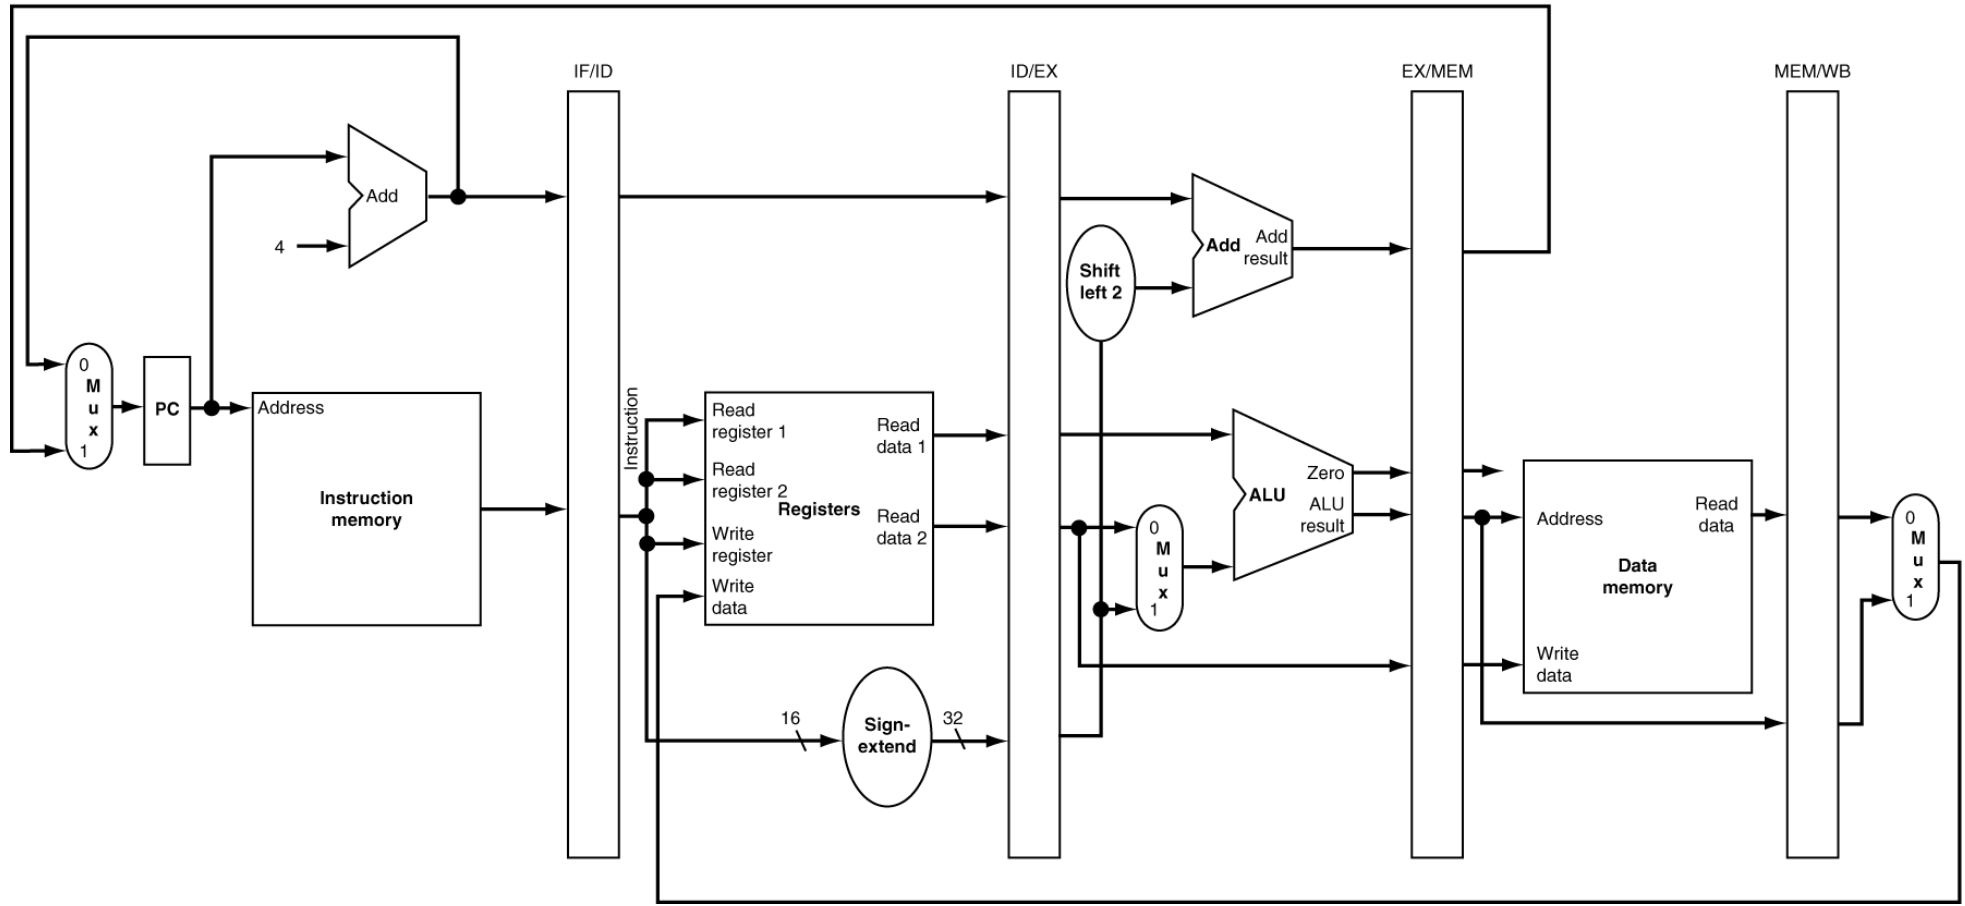 IF/ID
ID/EX
EX/MEM
MEM/WB
Add
4
0
M
u
x
1
PC
Address
Instruction
memory
Instruction
Read
register 1
Read
register 2
Write
register
Write
data
Registers
Read
data 1
Read
data 2
16
Sign-
extend
32
Shift
left 2
Add
Add
result
0
M
u
x
1
ALU
Zero
ALU
result
Address
Read
data
Data
memory
Write
data
0
M
u
x
1